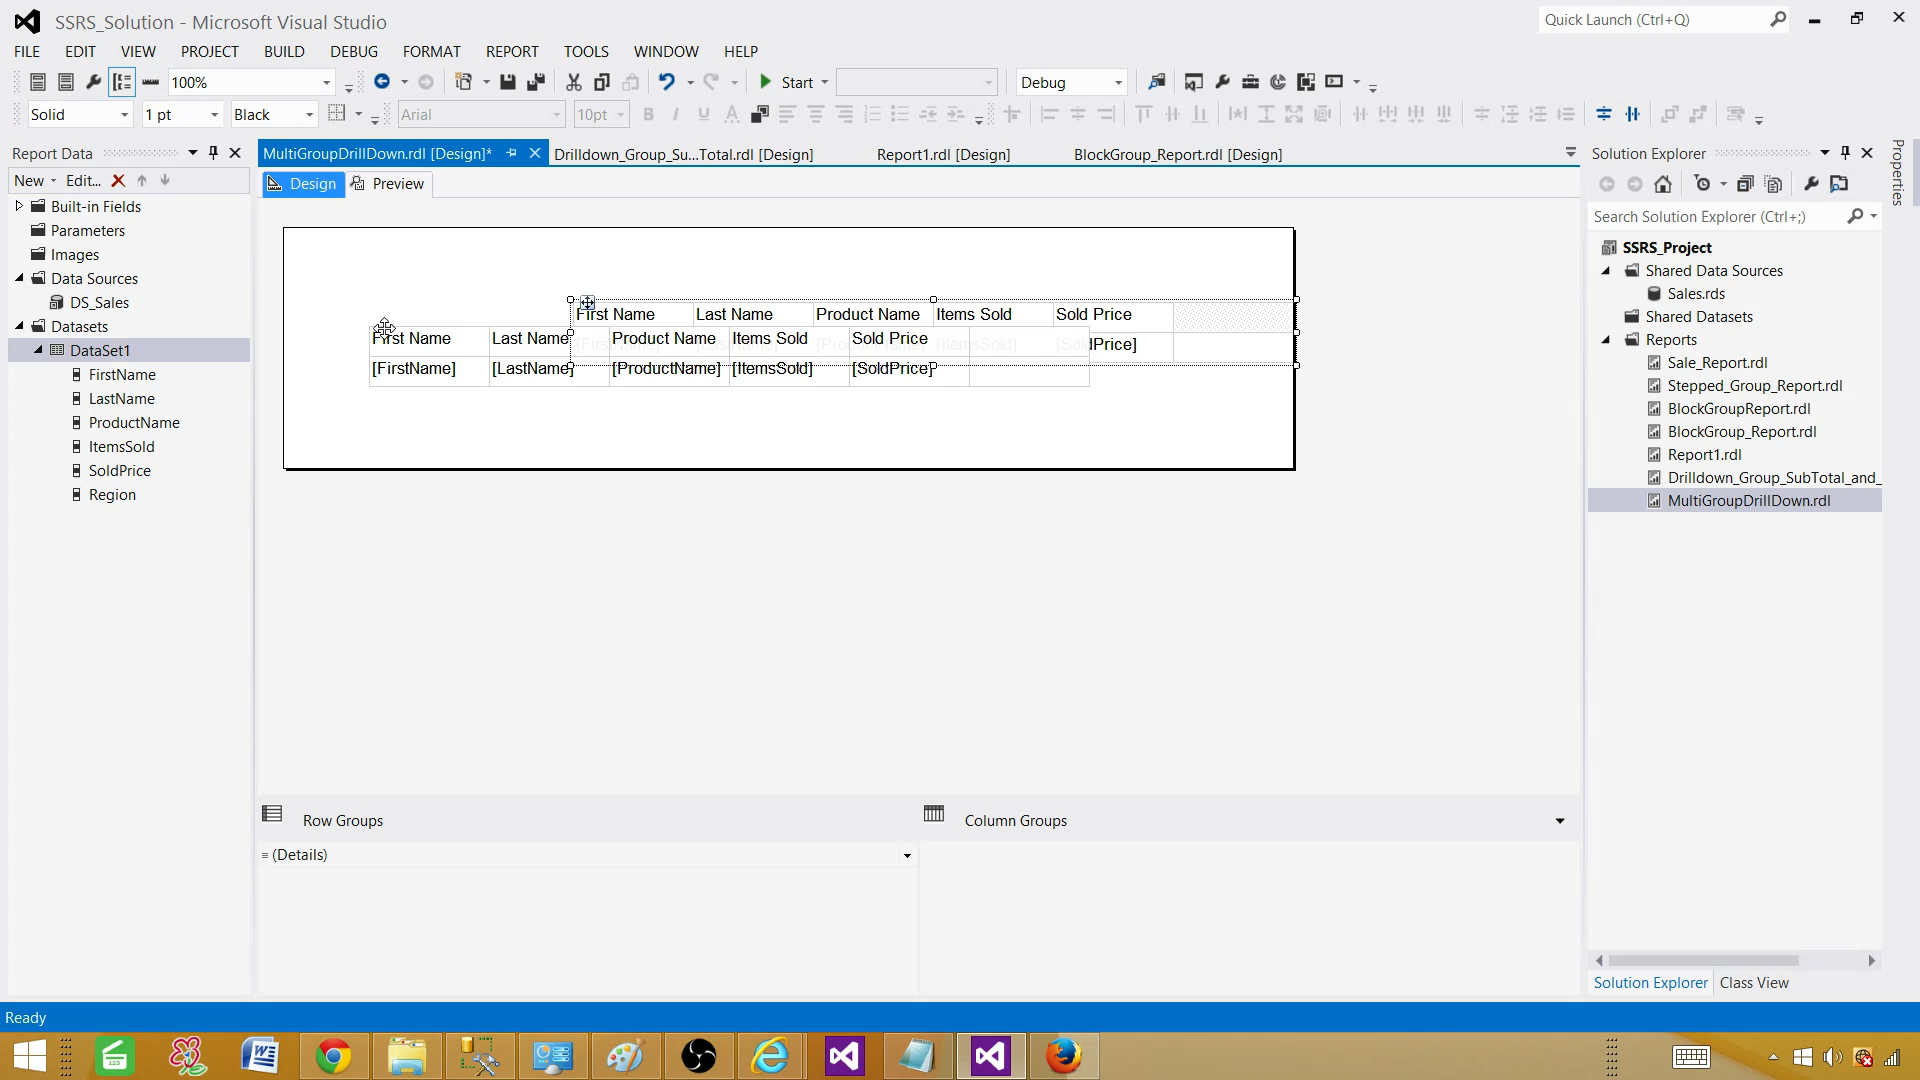 SSRS_Solution - Microsoft Visual Studio
Quick Launch (Ctrl+Q)
FILE EDIT VIEW PROJECT BUILD DEBUG FORMAT REPORT TOOLS WINDOW HELP
100% Start Debug
Solid 1 pt Black Arial 10pt B I U A
Report Data
MultiGroupDrillDown.rdl [Design]* Drilldown_Group_Su...Total.rdl [Design] Report1.rdl [Design] BlockGroup_Report.rdl [Design]
Solution Explorer
Properties
New Edit...
Design Preview
Built-in Fields
Parameters
Images
Data Sources
DS_Sales
Datasets
DataSet1
FirstName
LastName
ProductName
ItemsSold
SoldPrice
Region
First Name Last Name Product Name Items Sold Sold Price
First Name Last Name Product Name Items Sold Sold Price
[ItemsSold] dPrice]
[FirstName] [LastName] [ProductName] [ItemsSold] [SoldPrice]
Row Groups
Column Groups
(Details)
Search Solution Explorer (Ctrl+;)
SSRS_Project
Shared Data Sources
Sales.rds
Shared Datasets
Reports
Sale_Report.rdl
Stepped_Group_Report.rdl
BlockGroupReport.rdl
BlockGroup_Report.rdl
Report1.rdl
Drilldown_Group_SubTotal_and_
MultiGroupDrillDown.rdl
Solution Explorer Class View
Ready